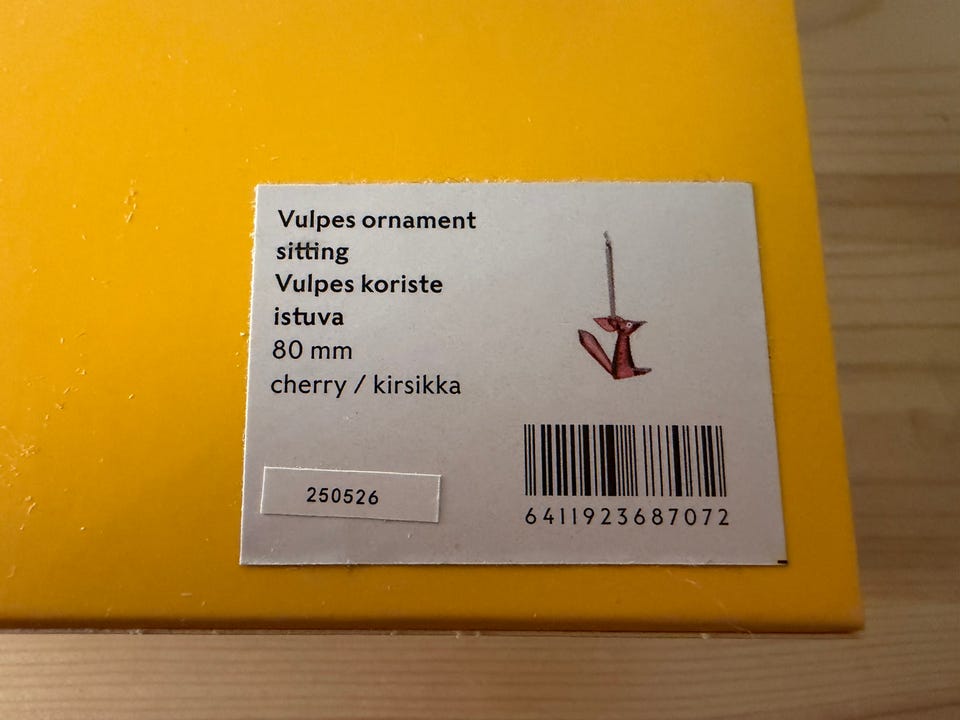 Vulpes ornament
sitting
Vulpes koriste
istuva
80 mm
cherry / kirsikka
250526
6411923687072